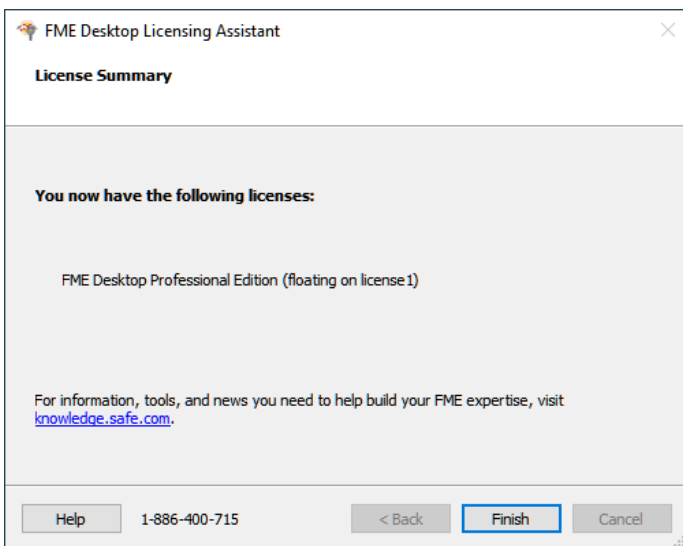 FME Desktop Licensing Assistant
License Summary
You now have the following licenses:
FME Desktop Professional Edition (floating on license1)
For information, tools, and news you need to help build your FME expertise, visit
knowledge.safe.com.
Help 1-886-400-715 < Back Finish Cancel